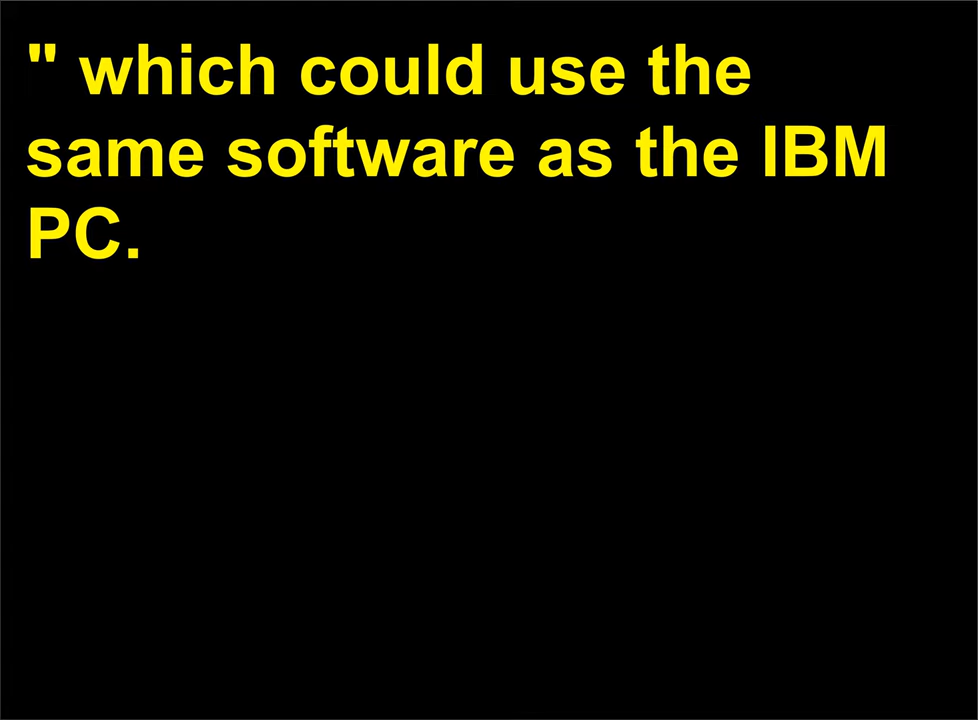 " which could use the
same software as the IBM
PC.